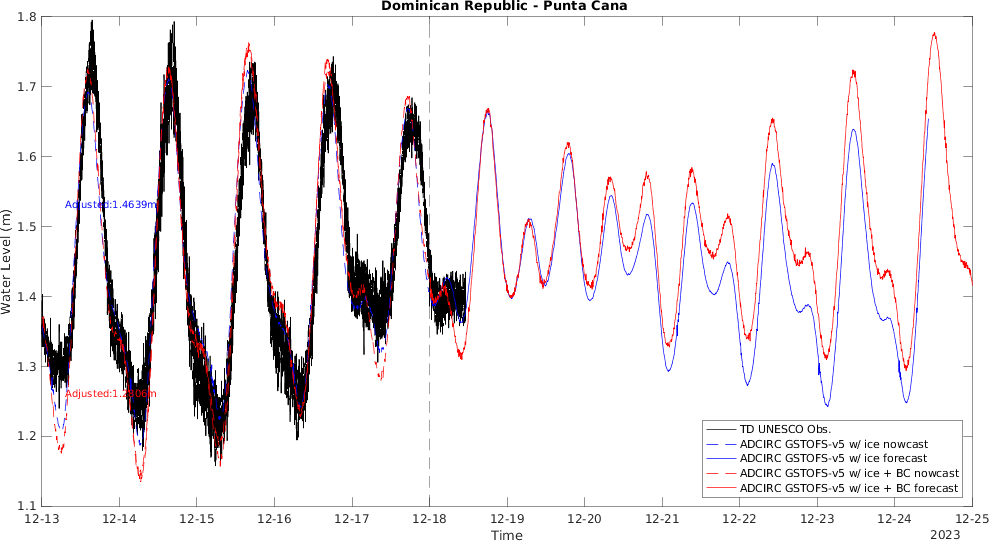 Dominican Republic - Punta Cana
1.8
1.7
1.6
1.5
1.4
1.3
1.2
1.1
Water Level (m)
Adjusted:1.4639m
TD UNESCO Obs.
ADCIRC GSTOFS-v5 w/ ice nowcast
ADCIRC GSTOFS-v5 w/ ice forecast
ADCIRC GSTOFS-v5 w/ ice + BC nowcast
ADCIRC GSTOFS-v5 w/ ice + BC forecast
12-13
12-14
12-15
12-16
12-17
12-18
12-19
12-20
12-21
12-22
12-23
12-24
12-25
Time
2023